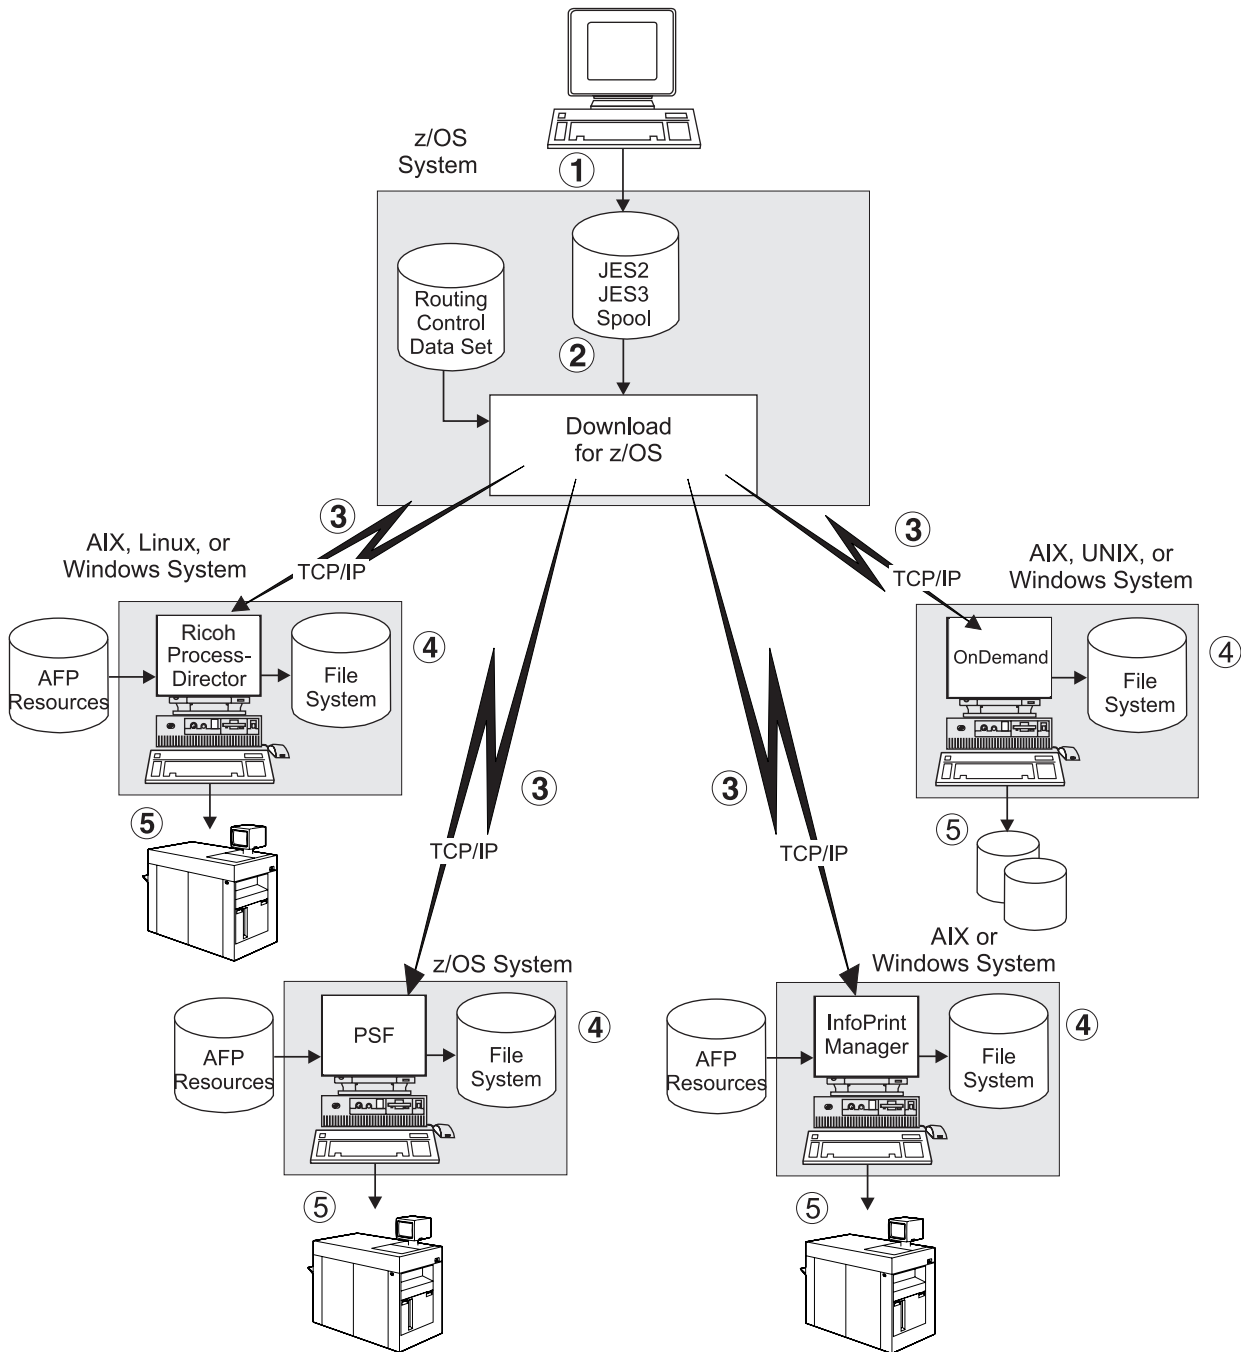 z/OS
System
①
JES2
JES3
Spool
Routing
Control
Data Set
②
Download
for z/OS
③
AIX, Linux, or
Windows System
TCP/IP
AFP
Resources
Ricoh
Process-
Director
File
System
④
⑤
③
TCP/IP
AIX, UNIX, or
Windows System
OnDemand
File
System
④
⑤
③
TCP/IP
z/OS System
AFP
Resources
PSF
File
System
④
⑤
③
TCP/IP
AIX or
Windows System
AFP
Resources
InfoPrint
Manager
File
System
④
⑤